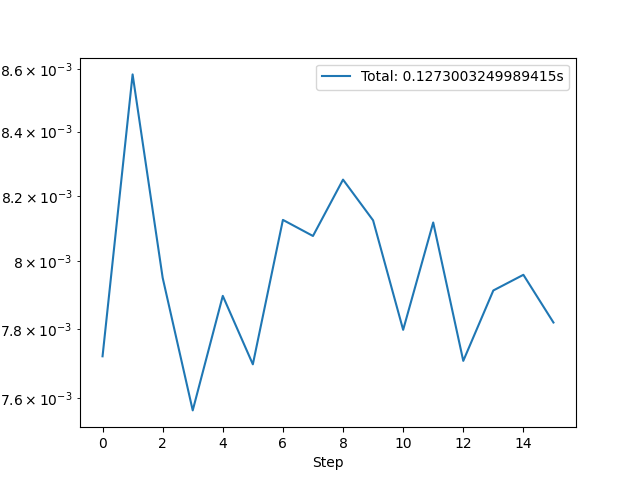 Total: 0.1273003249989415s
8.6 × 10⁻³
8.4 × 10⁻³
8.2 × 10⁻³
8 × 10⁻³
7.8 × 10⁻³
7.6 × 10⁻³
0 2 4 6 8 10 12 14
Step